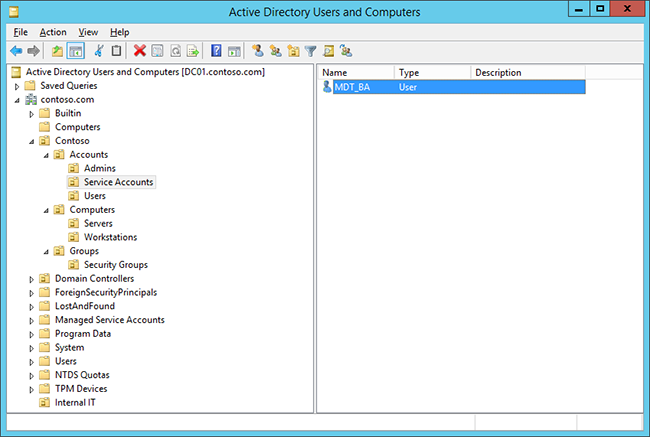 Active Directory Users and Computers
File Action View Help
Active Directory Users and Computers [DC01.contoso.com]
Saved Queries
contoso.com
Builtin
Computers
Contoso
Accounts
Admins
Service Accounts
Users
Computers
Servers
Workstations
Groups
Security Groups
Domain Controllers
ForeignSecurityPrincipals
LostAndFound
Managed Service Accounts
Program Data
System
Users
NTDS Quotas
TPM Devices
Internal IT
Name Type Description
MDT_BA User